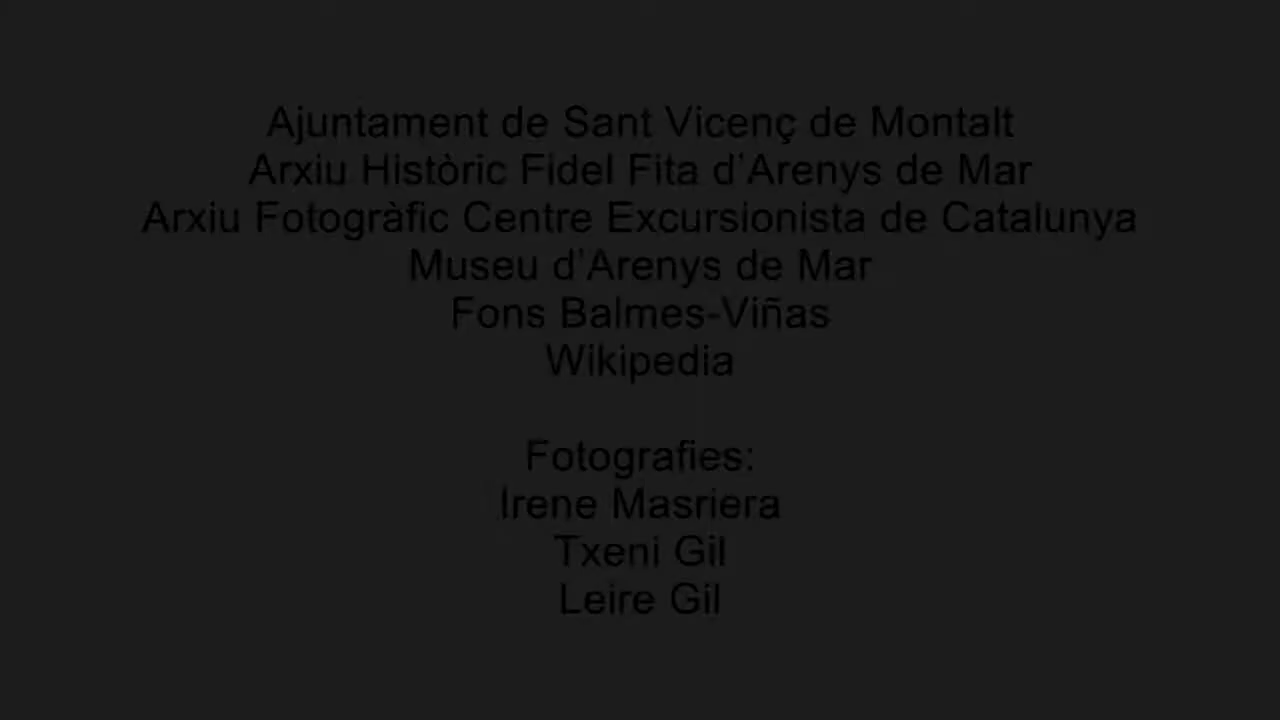 Ajuntament de Sant Vicenç de Montalt
Arxiu Històric Fidel Fita d'Arenys de Mar
Arxiu Fotogràfic Centre Excursionista de Catalunya
Museu d'Arenys de Mar
Fons Balmes-Viñas
Wikipedia
Fotografies:
Irene Masriera
Txeni Gil
Leire Gil